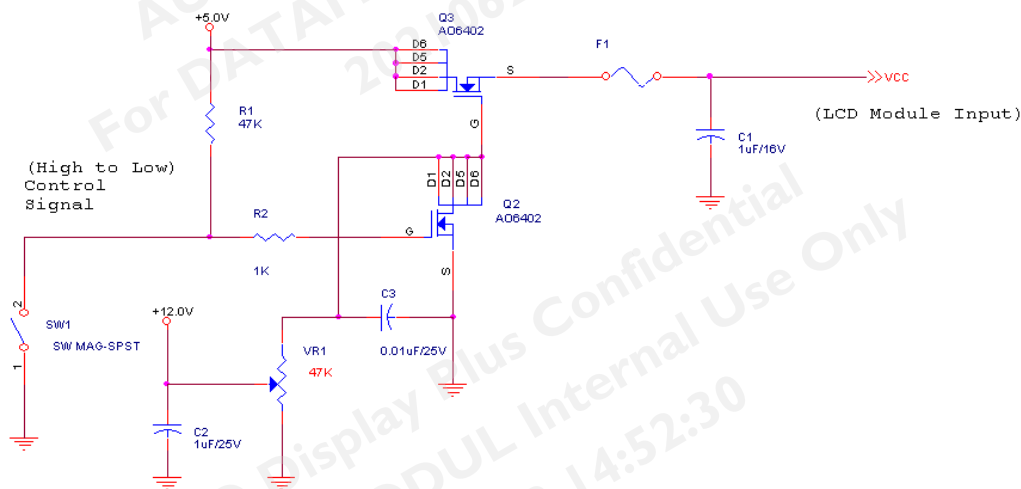 +5.0V
Q3
AO6402
D6
D5
D2
D1
S
G
F1
VCC
(LCD Module Input)
C1
1uF/16V
R1
47K
(High to Low)
Control
Signal
D1
D2
D5
D6
Q2
AO6402
R2
1K
G
S
2
SW1
SW MAG-SPST
1
+12.0V
C3
0.01uF/25V
VR1
47K
C2
1uF/25V
For DATA
202106
Display Plus Confidential
DUL Internal Use Only
14:52:30